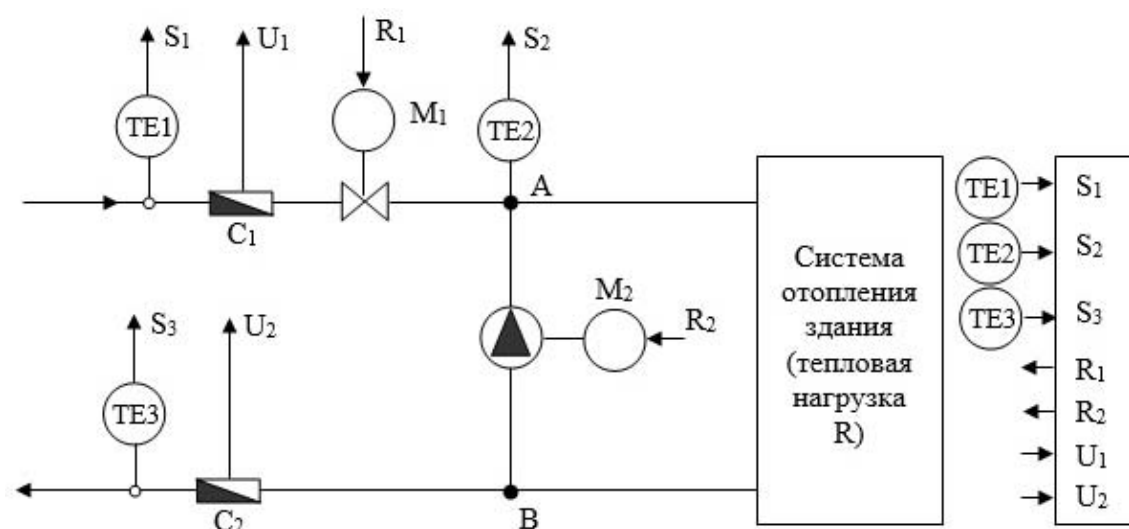 S₁
U₁
R₁
S₂
TE1
M₁
TE2
A
C₁
S₃
U₂
M₂
R₂
TE3
B
C₂
Система
отопления
здания
(тепловая
нагрузка
R)
TE1 S₁
TE2 S₂
TE3 S₃
R₁
R₂
U₁
U₂